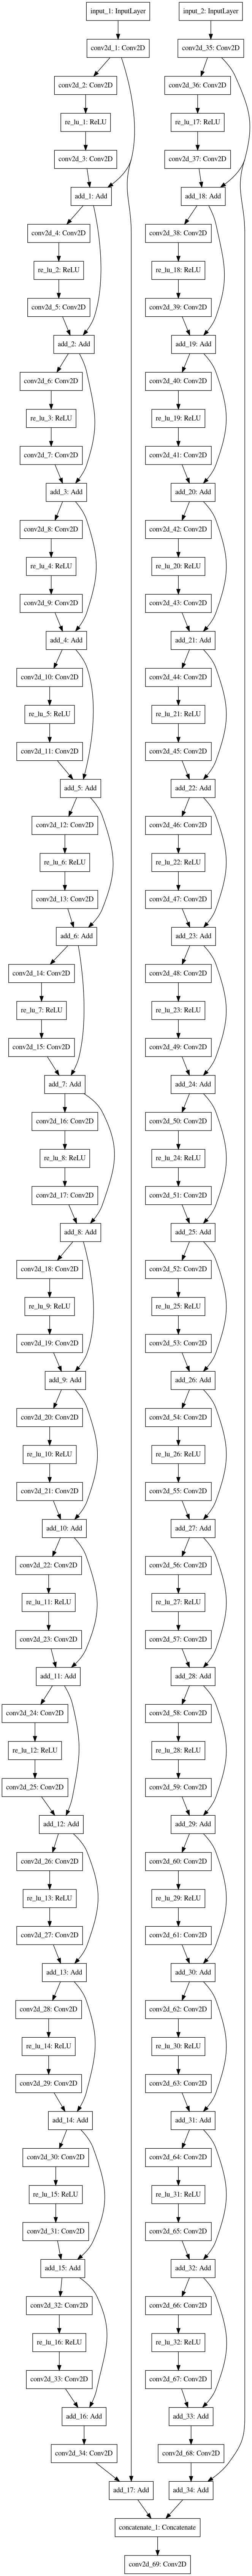 input_1: InputLayer
input_2: InputLayer
conv2d_1: Conv2D
conv2d_35: Conv2D
conv2d_2: Conv2D
conv2d_36: Conv2D
re_lu_1: ReLU
re_lu_17: ReLU
conv2d_3: Conv2D
conv2d_37: Conv2D
add_1: Add
add_18: Add
conv2d_4: Conv2D
conv2d_38: Conv2D
re_lu_2: ReLU
re_lu_18: ReLU
conv2d_5: Conv2D
conv2d_39: Conv2D
add_2: Add
add_19: Add
conv2d_6: Conv2D
conv2d_40: Conv2D
re_lu_3: ReLU
re_lu_19: ReLU
conv2d_7: Conv2D
conv2d_41: Conv2D
add_3: Add
add_20: Add
conv2d_8: Conv2D
conv2d_42: Conv2D
re_lu_4: ReLU
re_lu_20: ReLU
conv2d_9: Conv2D
conv2d_43: Conv2D
add_4: Add
add_21: Add
conv2d_10: Conv2D
conv2d_44: Conv2D
re_lu_5: ReLU
re_lu_21: ReLU
conv2d_11: Conv2D
conv2d_45: Conv2D
add_5: Add
add_22: Add
conv2d_12: Conv2D
conv2d_46: Conv2D
re_lu_6: ReLU
re_lu_22: ReLU
conv2d_13: Conv2D
conv2d_47: Conv2D
add_6: Add
add_23: Add
conv2d_14: Conv2D
conv2d_48: Conv2D
re_lu_7: ReLU
re_lu_23: ReLU
conv2d_15: Conv2D
conv2d_49: Conv2D
add_7: Add
add_24: Add
conv2d_16: Conv2D
conv2d_50: Conv2D
re_lu_8: ReLU
re_lu_24: ReLU
conv2d_17: Conv2D
conv2d_51: Conv2D
add_8: Add
add_25: Add
conv2d_18: Conv2D
conv2d_52: Conv2D
re_lu_9: ReLU
re_lu_25: ReLU
conv2d_19: Conv2D
conv2d_53: Conv2D
add_9: Add
add_26: Add
conv2d_20: Conv2D
conv2d_54: Conv2D
re_lu_10: ReLU
re_lu_26: ReLU
conv2d_21: Conv2D
conv2d_55: Conv2D
add_10: Add
add_27: Add
conv2d_22: Conv2D
conv2d_56: Conv2D
re_lu_11: ReLU
re_lu_27: ReLU
conv2d_23: Conv2D
conv2d_57: Conv2D
add_11: Add
add_28: Add
conv2d_24: Conv2D
conv2d_58: Conv2D
re_lu_12: ReLU
re_lu_28: ReLU
conv2d_25: Conv2D
conv2d_59: Conv2D
add_12: Add
add_29: Add
conv2d_26: Conv2D
conv2d_60: Conv2D
re_lu_13: ReLU
re_lu_29: ReLU
conv2d_27: Conv2D
conv2d_61: Conv2D
add_13: Add
add_30: Add
conv2d_28: Conv2D
conv2d_62: Conv2D
re_lu_14: ReLU
re_lu_30: ReLU
conv2d_29: Conv2D
conv2d_63: Conv2D
add_14: Add
add_31: Add
conv2d_30: Conv2D
conv2d_64: Conv2D
re_lu_15: ReLU
re_lu_31: ReLU
conv2d_31: Conv2D
conv2d_65: Conv2D
add_15: Add
add_32: Add
conv2d_32: Conv2D
conv2d_66: Conv2D
re_lu_16: ReLU
re_lu_32: ReLU
conv2d_33: Conv2D
conv2d_67: Conv2D
add_16: Add
add_33: Add
conv2d_34: Conv2D
conv2d_68: Conv2D
add_17: Add
add_34: Add
concatenate_1: Concatenate
conv2d_69: Conv2D